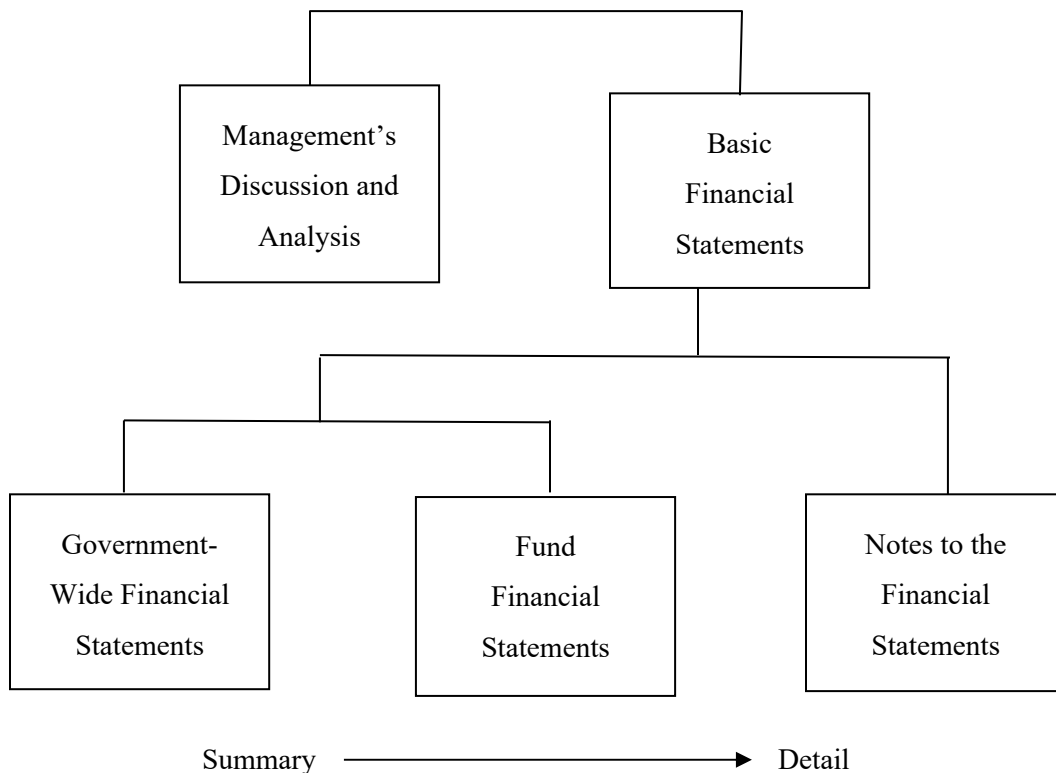 Management’s
Discussion and
Analysis
Basic
Financial
Statements
Government-
Wide Financial
Statements
Fund
Financial
Statements
Notes to the
Financial
Statements
Summary
Detail